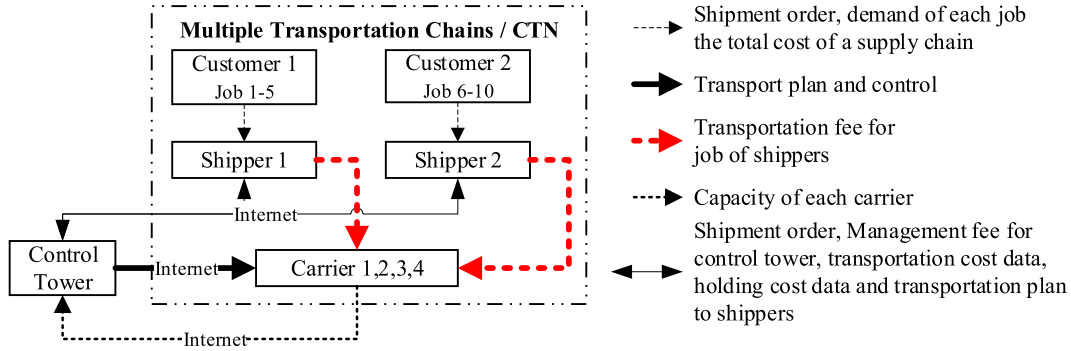 Multiple Transportation Chains / CTN
Customer 1
Job 1-5
Customer 2
Job 6-10
Shipper 1
Shipper 2
Internet
Control
Tower
Internet
Carrier 1,2,3,4
Internet
Shipment order, demand of each job
the total cost of a supply chain
Transport plan and control
Transportation fee for
job of shippers
Capacity of each carrier
Shipment order, Management fee for
control tower, transportation cost data,
holding cost data and transportation plan
to shippers